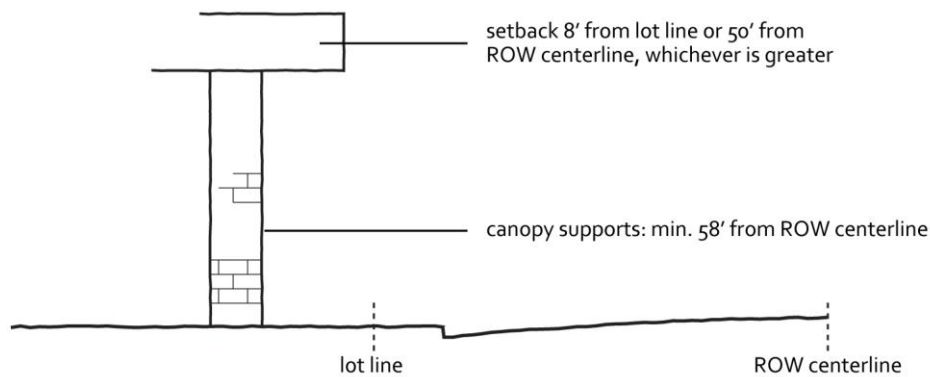 setback 8’ from lot line or 50’ from
ROW centerline, whichever is greater
canopy supports: min. 58’ from ROW centerline
lot line
ROW centerline